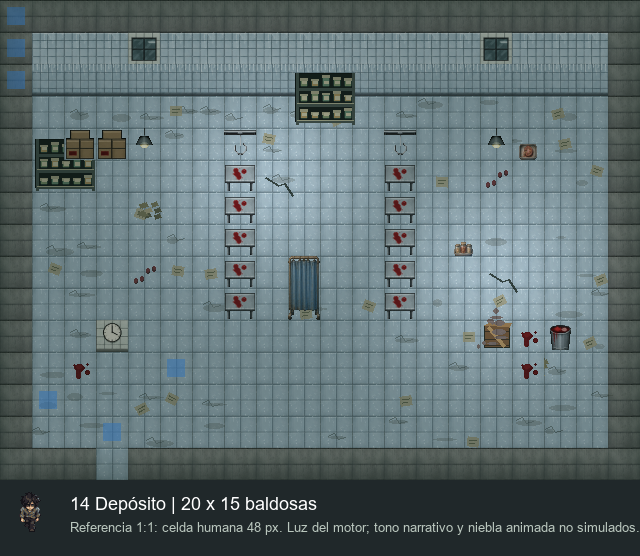 14 Depósito | 20 x 15 baldosas
Referencia 1:1: celda humana 48 px. Luz del motor; tono narrativo y niebla animada no simulados.